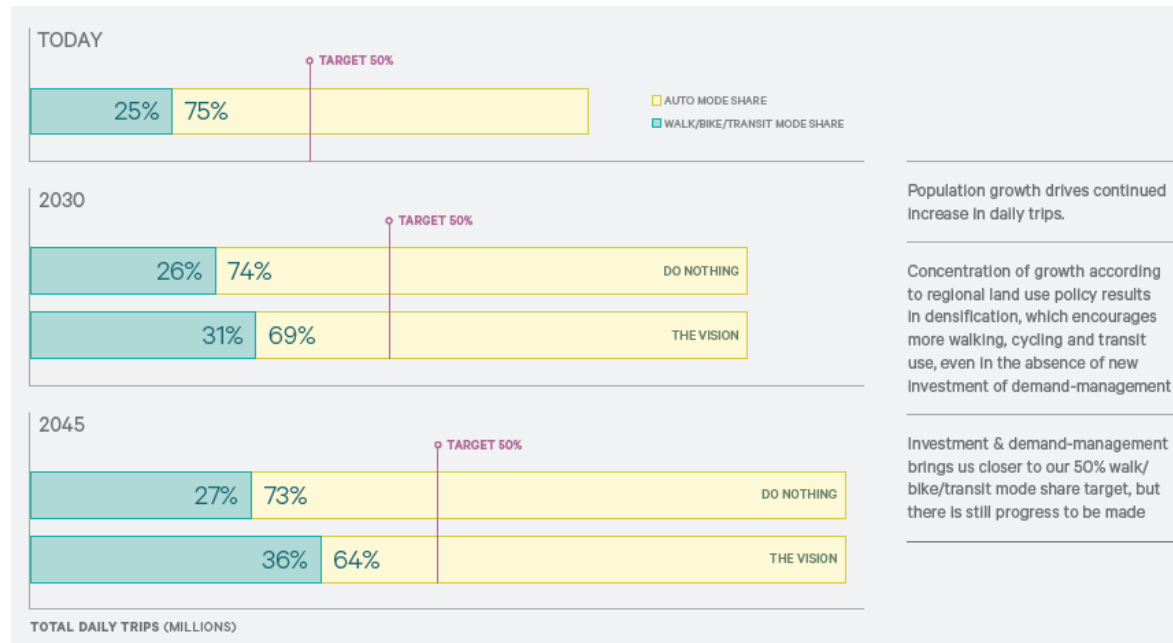 TODAY
TARGET 50%
25% 75%
AUTO MODE SHARE
WALK/BIKE/TRANSIT MODE SHARE
2030
TARGET 50%
26% 74% DO NOTHING
31% 69% THE VISION
2045
TARGET 50%
27% 73% DO NOTHING
36% 64% THE VISION
TOTAL DAILY TRIPS (MILLIONS)
Population growth drives continued
increase in daily trips.
Concentration of growth according
to regional land use policy results
in densification, which encourages
more walking, cycling and transit
use, even in the absence of new
investment of demand-management
Investment & demand-management
brings us closer to our 50% walk/
bike/transit mode share target, but
there is still progress to be made